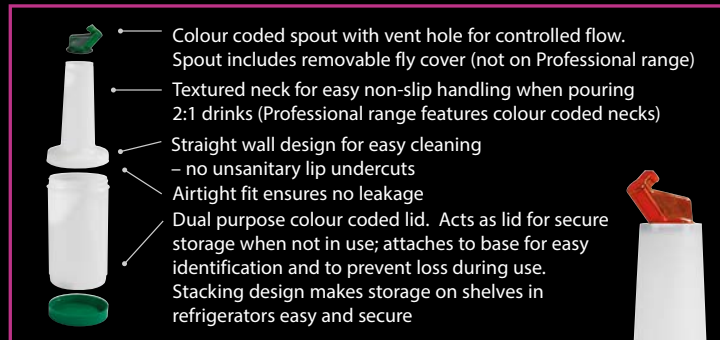 Colour coded spout with vent hole for controlled flow.
Spout includes removable fly cover (not on Professional range)
Textured neck for easy non-slip handling when pouring
2:1 drinks (Professional range features colour coded necks)
Straight wall design for easy cleaning
– no unsanitary lip undercuts
Airtight fit ensures no leakage
Dual purpose colour coded lid.  Acts as lid for secure
storage when not in use; attaches to base for easy
identification and to prevent loss during use.
Stacking design makes storage on shelves in
refrigerators easy and secure